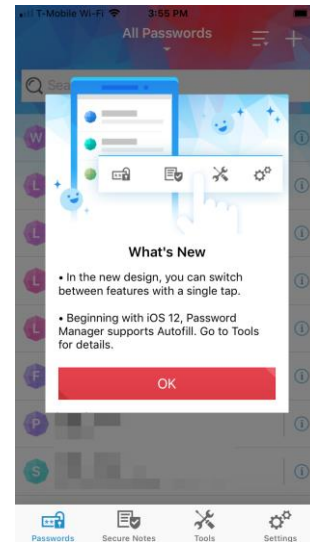 T-Mobile Wi-Fi 3:55 PM
All Passwords
Sea
What's New
• In the new design, you can switch
between features with a single tap.
• Beginning with iOS 12, Password
Manager supports Autofill. Go to Tools
for details.
OK
W
L
L
L
L
F
P
S
Passwords Secure Notes Tools Settings